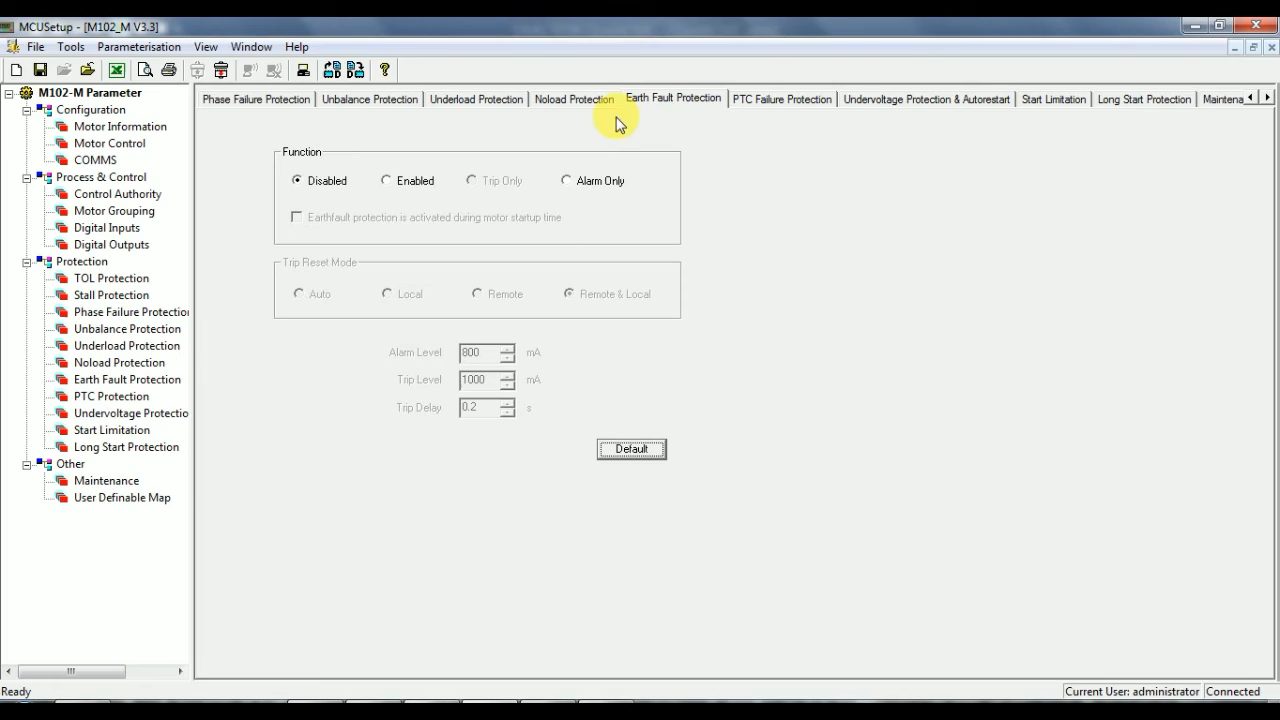 MCUSetup - [M102_M V3.3]
File Tools Parameterisation View Window Help
M102-M Parameter
Configuration
Motor Information
Motor Control
COMMS
Process & Control
Control Authority
Motor Grouping
Digital Inputs
Digital Outputs
Protection
TOL Protection
Stall Protection
Phase Failure Protection
Unbalance Protection
Underload Protection
Noload Protection
Earth Fault Protection
PTC Protection
Undervoltage Protectio
Start Limitation
Long Start Protection
Other
Maintenance
User Definable Map
Phase Failure Protection Unbalance Protection Underload Protection Noload Protection Earth Fault Protection PTC Failure Protection Undervoltage Protection & Autorestart Start Limitation Long Start Protection Maintena
Function
Disabled Enabled Trip Only Alarm Only
Earthfault protection is activated during motor startup time
Trip Reset Mode
Auto Local Remote Remote & Local
Alarm Level 800 mA
Trip Level 1000 mA
Trip Delay 0.2 s
Default
Ready Current User: administrator Connected